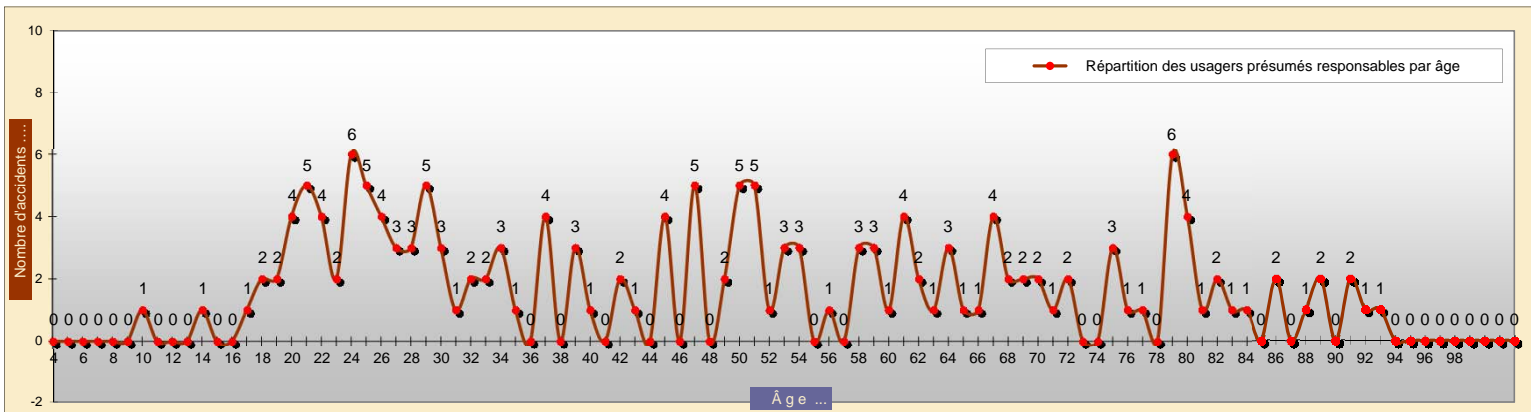 Répartition des usagers présumés responsables par âge
Nombre d'accidents ....
10
8
6
4
2
0
-2
0 0 0 0 0 0 1 0 0 0 1 0 0 1 2 2 4 5 4 2 6 5 4 3 3 5 3 1 2 2 3 1 0 4 0 3 1 0 2 1 0 4 0 5 0 2 5 5 1 3 3 0 1 0 3 3 1 4 2 1 3 1 1 4 2 2 2 1 2 0 0 3 1 1 0 6 4 1 2 1 1 0 2 0 1 2 0 2 1 1 0 0 0 0 0 0 0 0 0
4 6 8 10 12 14 16 18 20 22 24 26 28 30 32 34 36 38 40 42 44 46 48 50 52 54 56 58 60 62 64 66 68 70 72 74 76 78 80 82 84 86 88 90 92 94 96 98
Âge ...